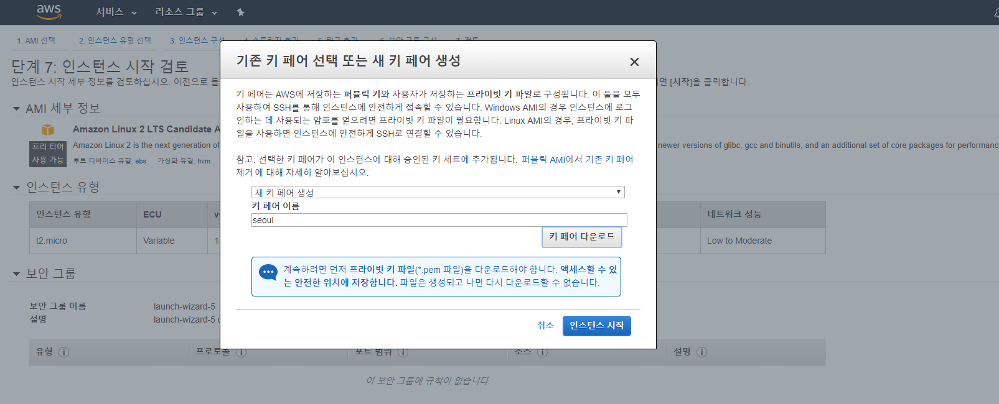 aws
서비스
리소스 그룹
1. AMI 선택
2. 인스턴스 유형 선택
3. 인스턴스 구성
4. 스토리지 추가
5. 태그 추가
6. 보안 그룹 구성
7. 검토
단계 7: 인스턴스 시작 검토
인스턴스 시작 세부 정보를 검토하십시오. 이전으로 돌
면 [시작]을 클릭합니다.
AMI 세부 정보
Amazon Linux 2 LTS Candidate A
프리 티어
사용 가능
Amazon Linux 2 is the next generation of
newer versions of glibc, gcc and binutils, and an additional set of core packages for performanc
루트 디바이스 유형: ebs 가상화 유형: hvm
인스턴스 유형
인스턴스 유형 ECU v 네트워크 성능
t2.micro Variable 1 Low to Moderate
보안 그룹
보안 그룹 이름 launch-wizard-5
설명 launch-wizard-5 c
유형 프로토콜 포트 범위 소스 설명
이 보안 그룹에 규칙이 없습니다.
기존 키 페어 선택 또는 새 키 페어 생성
키 페어는 AWS에 저장하는 퍼블릭 키와 사용자가 저장하는 프라이빗 키 파일로 구성됩니다. 이 둘을 모두
사용하여 SSH를 통해 인스턴스에 안전하게 접속할 수 있습니다. Windows AMI의 경우 인스턴스에 로그
인하는 데 사용되는 암호를 얻으려면 프라이빗 키 파일이 필요합니다. Linux AMI의 경우, 프라이빗 키 파
일을 사용하면 인스턴스에 안전하게 SSH로 연결할 수 있습니다.
참고: 선택한 키 페어가 이 인스턴스에 대해 승인된 키 세트에 추가됩니다. 퍼블릭 AMI에서 기존 키 페어
제거 에 대해 자세히 알아보십시오.
새 키 페어 생성
키 페어 이름
seoul
키 페어 다운로드
계속하려면 먼저 프라이빗 키 파일(*.pem 파일)을 다운로드해야 합니다. 액세스할 수 있
는 안전한 위치에 저장합니다. 파일은 생성되고 나면 다시 다운로드할 수 없습니다.
취소
인스턴스 시작